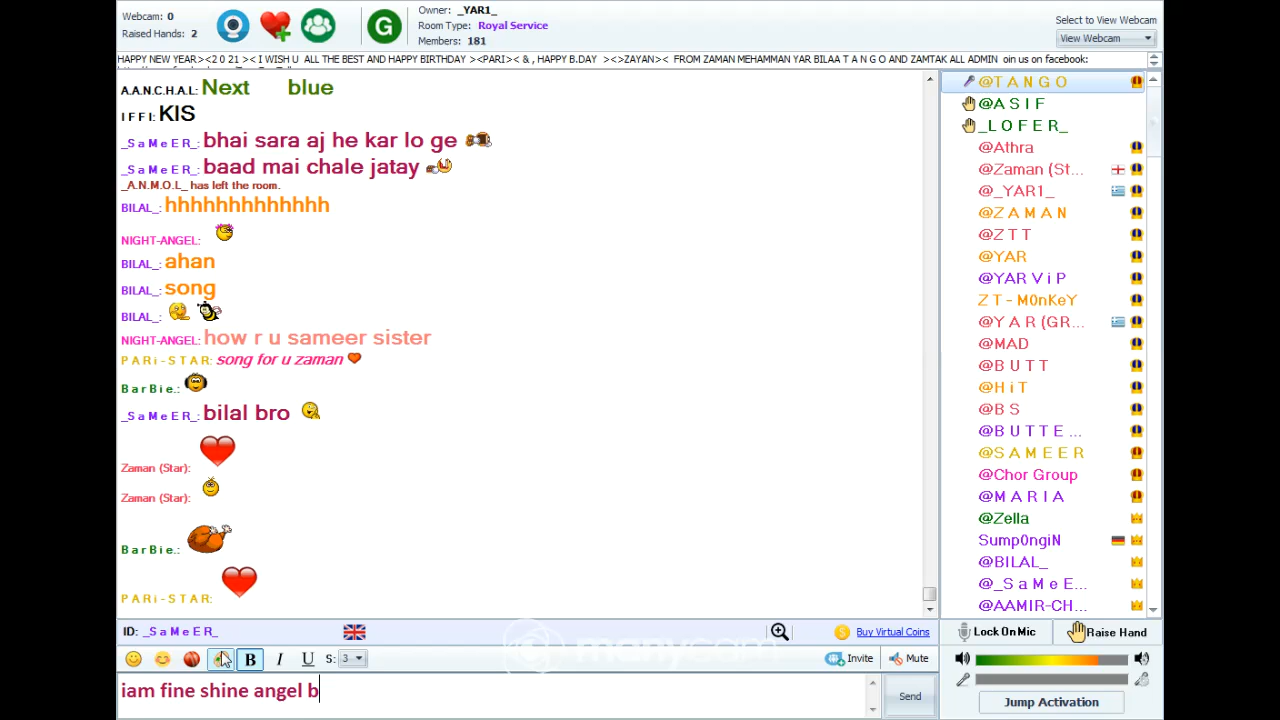 Webcam: 0
Raised Hands: 2
G
Owner: _YAR1_
Room Type: Royal Service
Members: 181
Select to View Webcam
View Webcam
HAPPY NEW YEAR><2 0 21 >< I WISH U ALL THE BEST AND HAPPY BIRTHDAY ><PARI>< & , HAPPY B.DAY ><>ZAYAN>< FROM ZAMAN MEHAMMAN YAR BILAA T A N G O AND ZAMTAK ALL ADMIN oin us on facebook:
A.A.N.C.H.A.L: Next blue
I F F I: KIS
_S a M e E R_: bhai sara aj he kar lo ge
_S a M e E R_: baad mai chale jatay
_A.N.M.O.L_ has left the room.
BILAL_: hhhhhhhhhhhhhh
NIGHT-ANGEL:
BILAL_: ahan
BILAL_: song
BILAL_:
NIGHT-ANGEL: how r u sameer sister
P A R i - S T A R: song for u zaman
B a r B i e.:
_S a M e E R_: bilal bro
Zaman (Star):
Zaman (Star):
B a r B i e.:
P A R i - S T A R:
@T A N G O
@A S I F
_L O F E R_
@Athra
@Zaman (St...
@_YAR1_
@Z A M A N
@Z T T
@YAR
@YAR V i P
Z T - M0nKeY
@Y A R (GR...
@MAD
@B U T T
@H i T
@B S
@B U T T E ...
@S A M E E R
@Chor Group
@M A R I A
@Zella
Sump0ngiN
@BILAL_
@_S a M e E...
@AAMIR-CH...
ID: _S a M e E R_
Buy Virtual Coins
Lock On Mic
Raise Hand
B I U S: 3
Invite
Mute
manycam
iam fine shine angel b
Send
Jump Activation